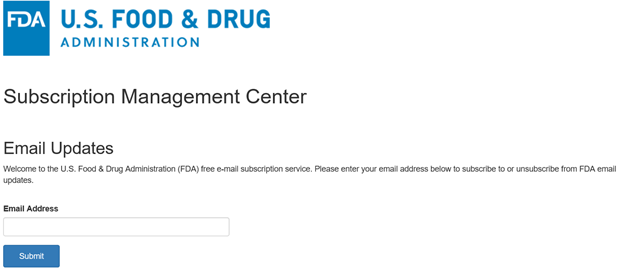 FDA U.S. FOOD & DRUG
ADMINISTRATION
Subscription Management Center
Email Updates
Welcome to the U.S. Food & Drug Administration (FDA) free e-mail subscription service. Please enter your email address below to subscribe to or unsubscribe from FDA email
updates.
Email Address
Submit